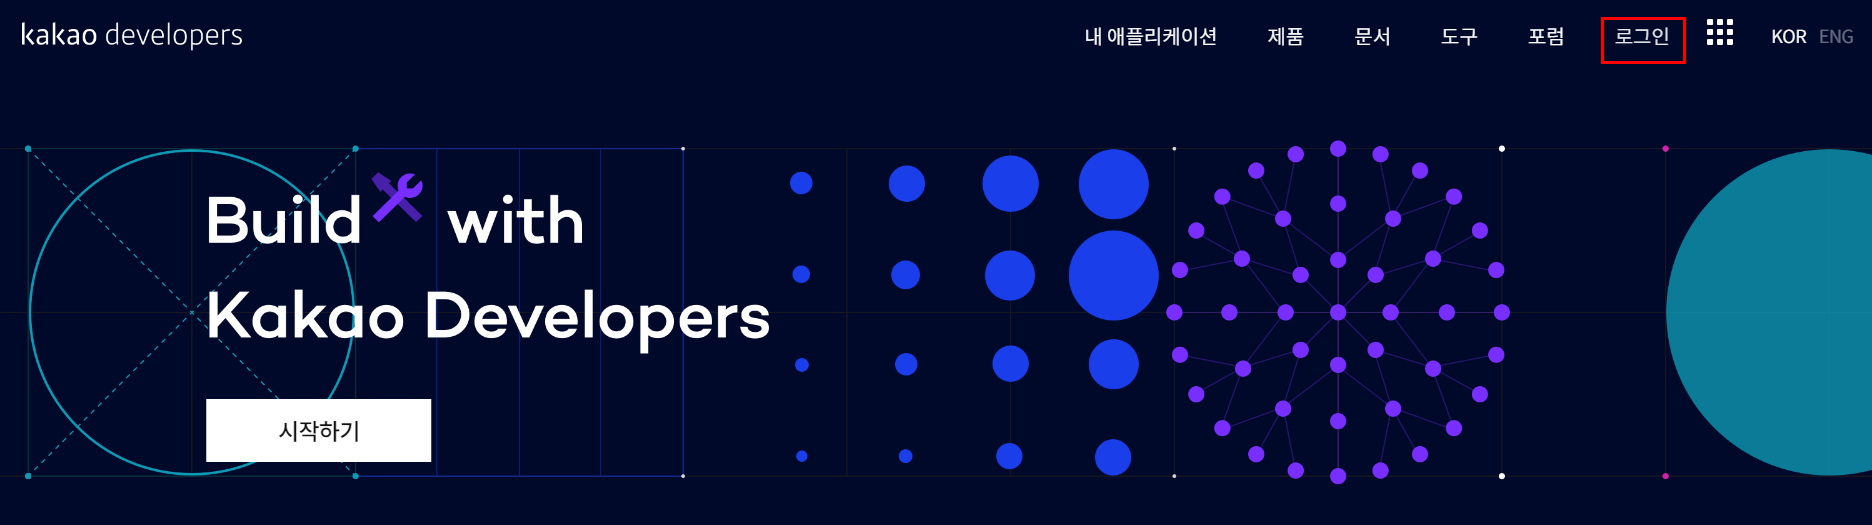 kakao developers
내 애플리케이션 제품 문서 도구 포럼 로그인 KOR ENG
Build with
Kakao Developers
시작하기